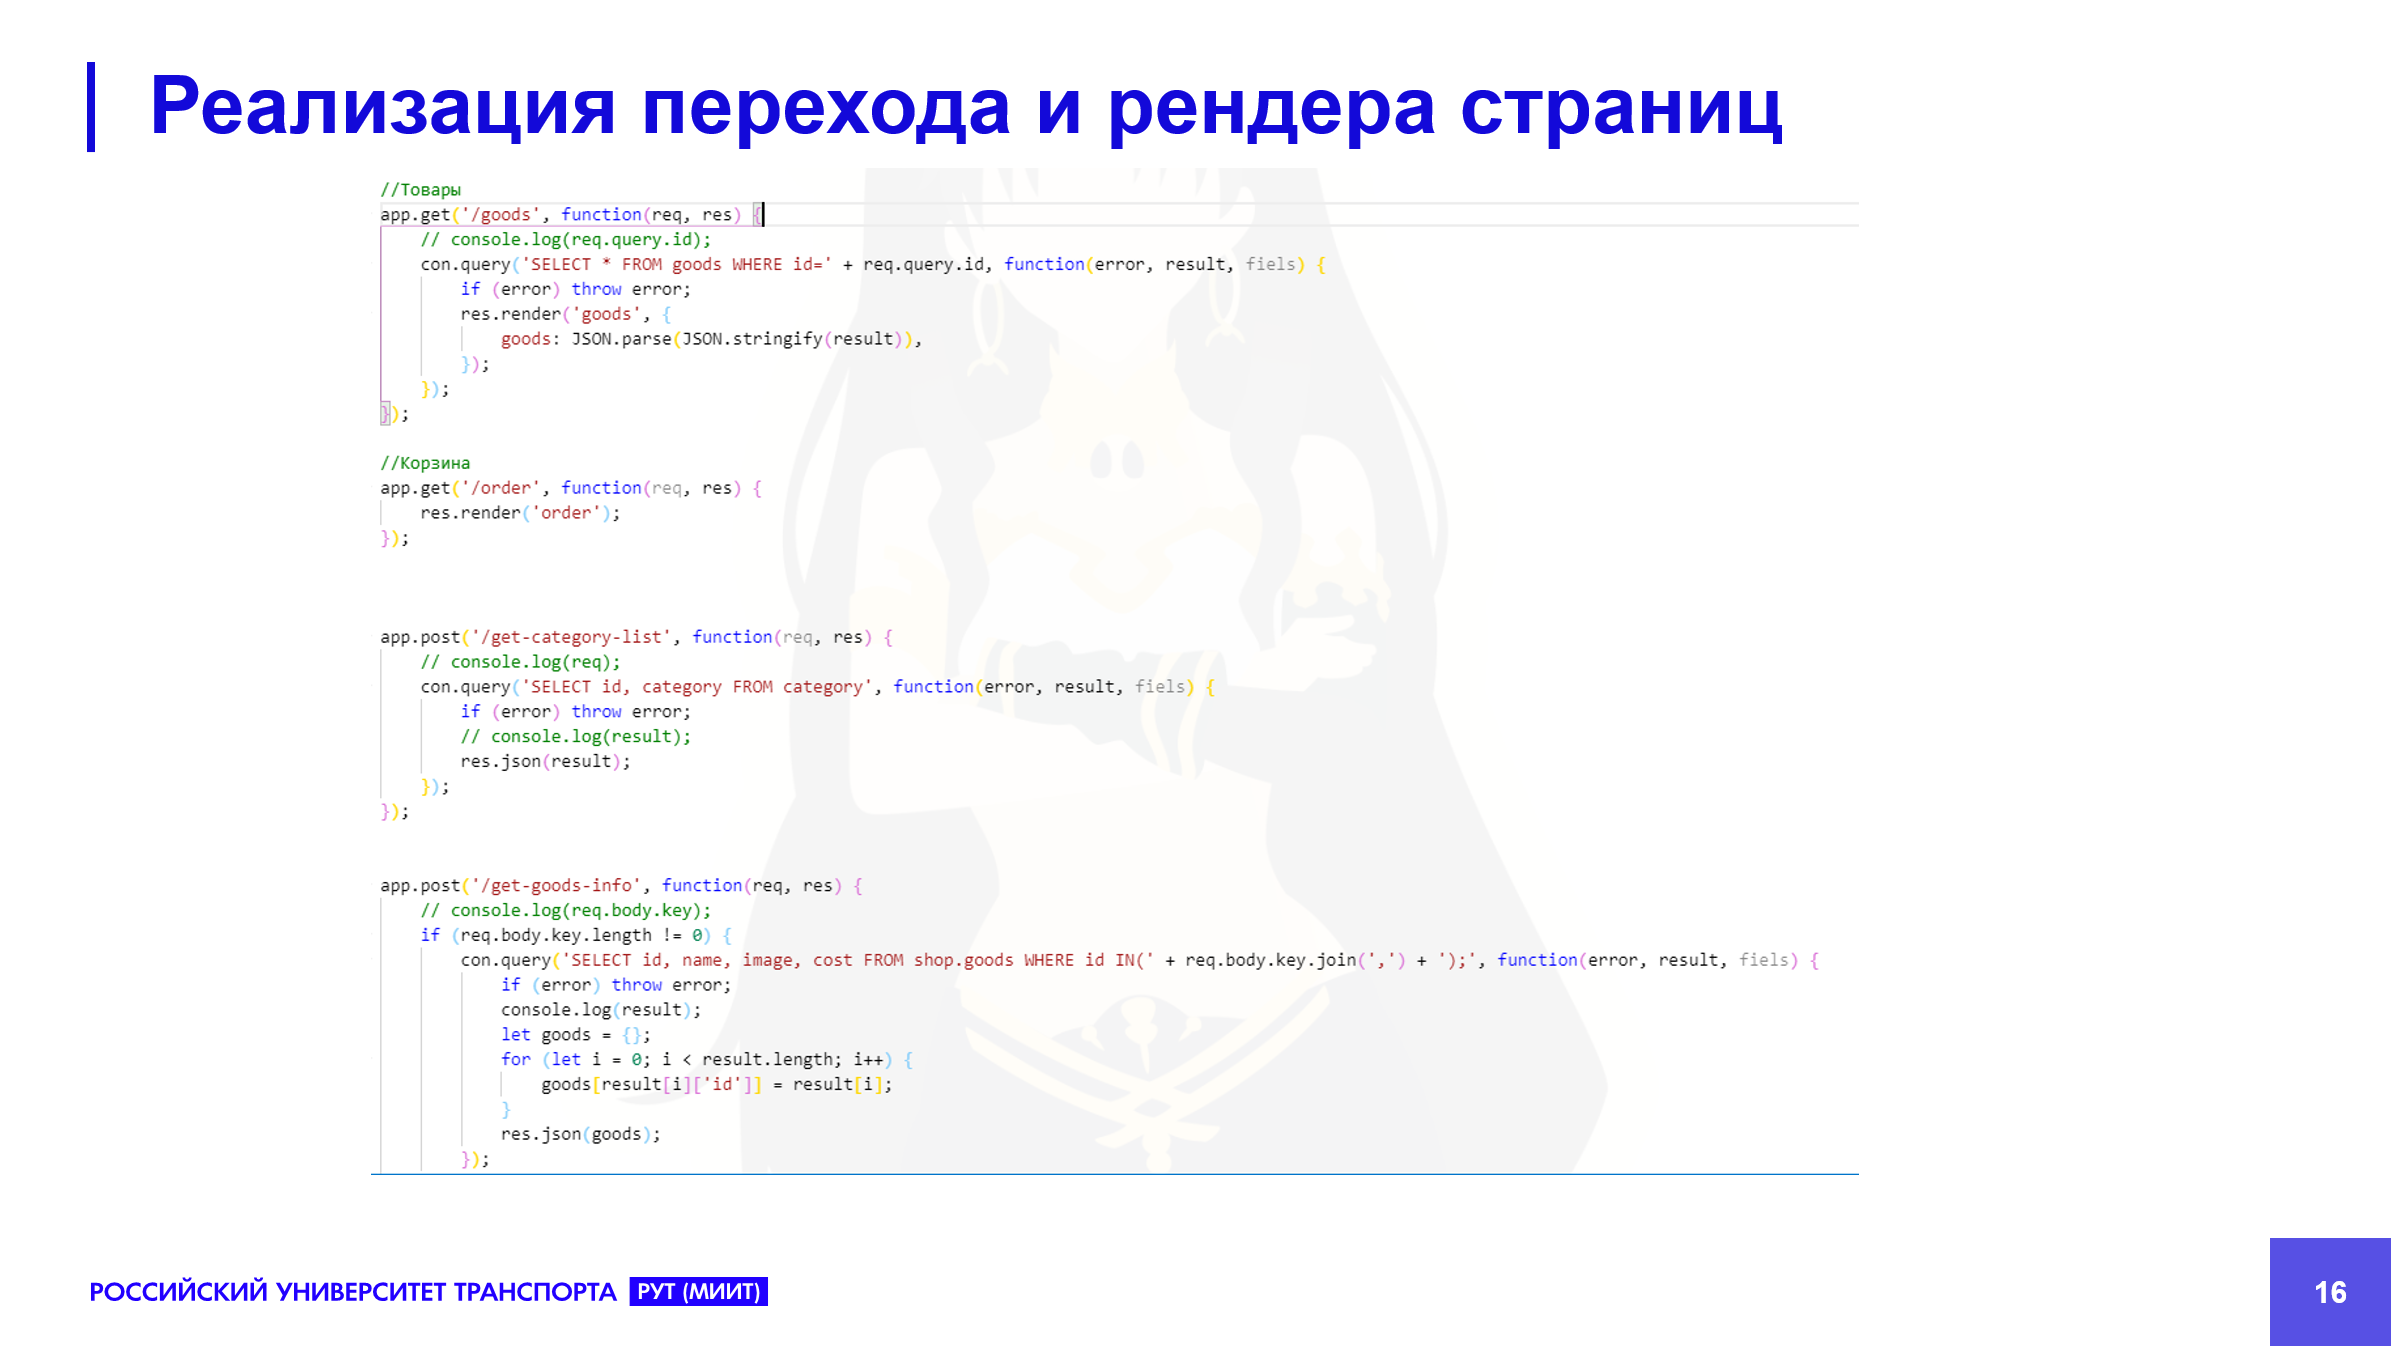 Реализация перехода и рендера страниц
//Товары
app.get('/goods', function(req, res) {
    // console.log(req.query.id);
    con.query('SELECT * FROM goods WHERE id=' + req.query.id, function(error, result, fiels) {
        if (error) throw error;
        res.render('goods', {
            goods: JSON.parse(JSON.stringify(result)),
        });
    });
});
//Корзина
app.get('/order', function(req, res) {
    res.render('order');
});
app.post('/get-category-list', function(req, res) {
    // console.log(req);
    con.query('SELECT id, category FROM category', function(error, result, fiels) {
        if (error) throw error;
        // console.log(result);
        res.json(result);
    });
});
app.post('/get-goods-info', function(req, res) {
    // console.log(req.body.key);
    if (req.body.key.length != 0) {
        con.query('SELECT id, name, image, cost FROM shop.goods WHERE id IN(' + req.body.key.join(',') + ');', function(error, result, fiels) {
            if (error) throw error;
            console.log(result);
            let goods = {};
            for (let i = 0; i < result.length; i++) {
                goods[result[i]['id']] = result[i];
            }
            res.json(goods);
        });
РОССИЙСКИЙ УНИВЕРСИТЕТ ТРАНСПОРТА РУТ (МИИТ)
16